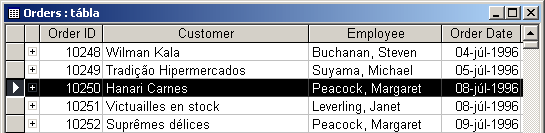 Orders : tábla
Order ID Customer Employee Order Date
10248 Wilman Kala Buchanan, Steven 04-júl-1996
10249 Tradição Hipermercados Suyama, Michael 05-júl-1996
10250 Hanari Carnes Peacock, Margaret 08-júl-1996
10251 Victuailles en stock Leverling, Janet 08-júl-1996
10252 Suprêmes délices Peacock, Margaret 09-júl-1996